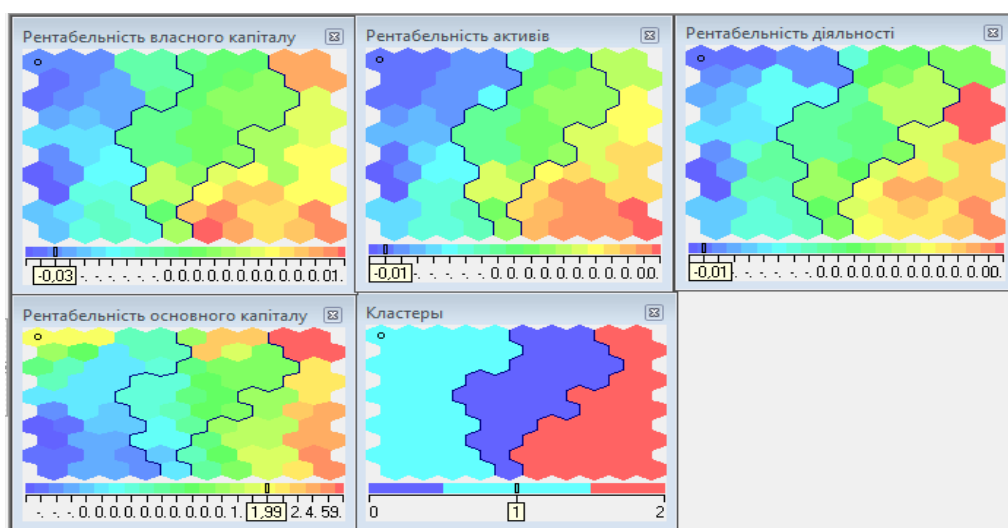 Рентабельність власного капіталу
Рентабельність активів
Рентабельність діяльності
-0,03
-0,01
-0,01
Рентабельність основного капіталу
Кластеры
1,99
0
1
2